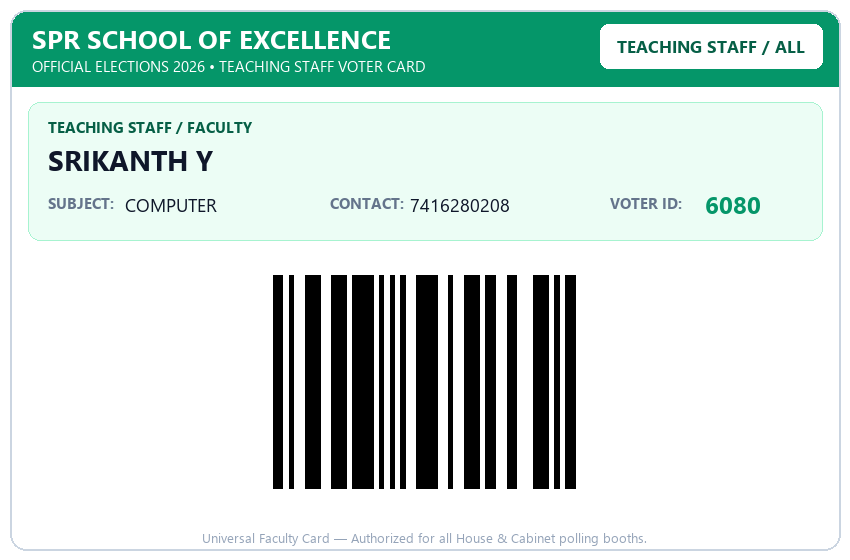 SPR SCHOOL OF EXCELLENCE
OFFICIAL ELECTIONS 2026 • TEACHING STAFF VOTER CARD
TEACHING STAFF / ALL
TEACHING STAFF / FACULTY
SRIKANTH Y
SUBJECT: COMPUTER CONTACT: 7416280208 VOTER ID: 6080
Universal Faculty Card — Authorized for all House & Cabinet polling booths.